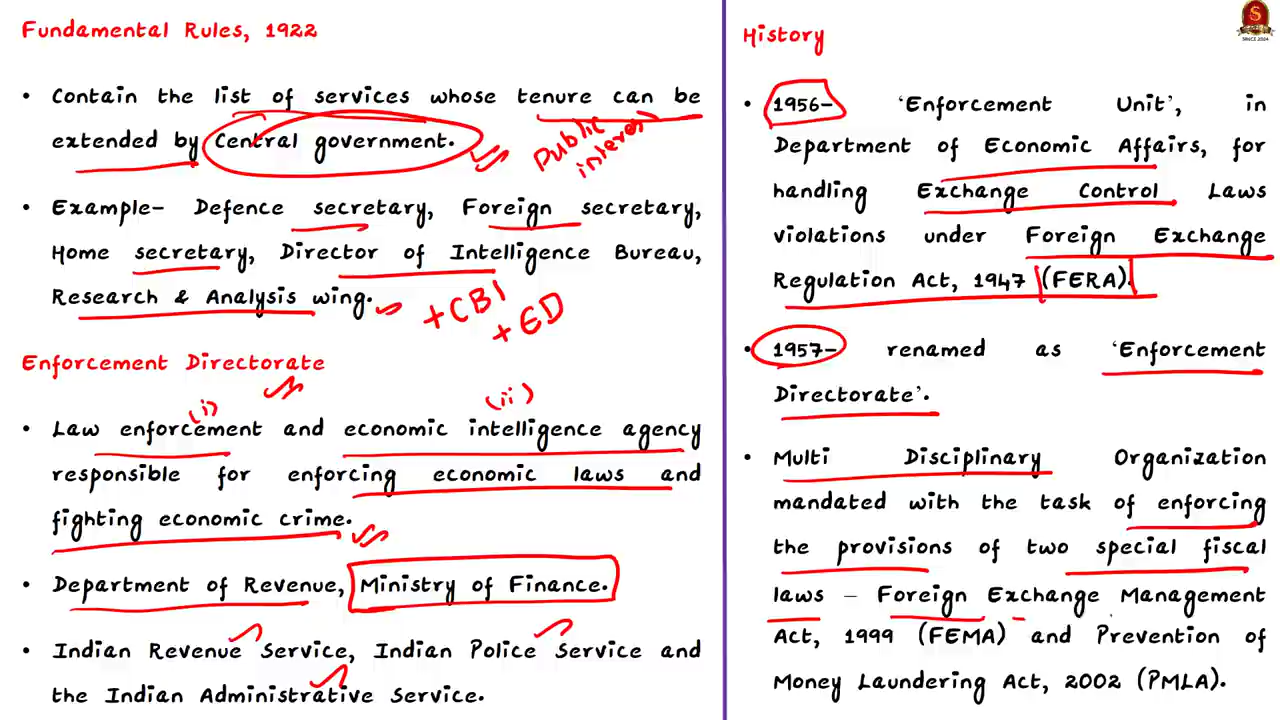 Fundamental Rules, 1922
• Contain the list of services whose tenure can be
extended by Central government.
Public
interest
• Example- Defence secretary, Foreign secretary,
Home secretary, Director of Intelligence Bureau,
Research & Analysis wing.
+CBI
+ED
Enforcement Directorate
(i)
(ii)
• Law enforcement and economic intelligence agency
responsible for enforcing economic laws and
fighting economic crime.
• Department of Revenue, Ministry of Finance.
• Indian Revenue Service, Indian Police Service and
the Indian Administrative Service.
History
• 1956- 'Enforcement Unit', in
Department of Economic Affairs, for
handling Exchange Control Laws
violations under Foreign Exchange
Regulation Act, 1947 (FERA).
• 1957- renamed as 'Enforcement
Directorate'.
• Multi Disciplinary Organization
mandated with the task of enforcing
the provisions of two special fiscal
laws – Foreign Exchange Management
Act, 1999 (FEMA) and Prevention of
Money Laundering Act, 2002 (PMLA).
S
SINCE 2004